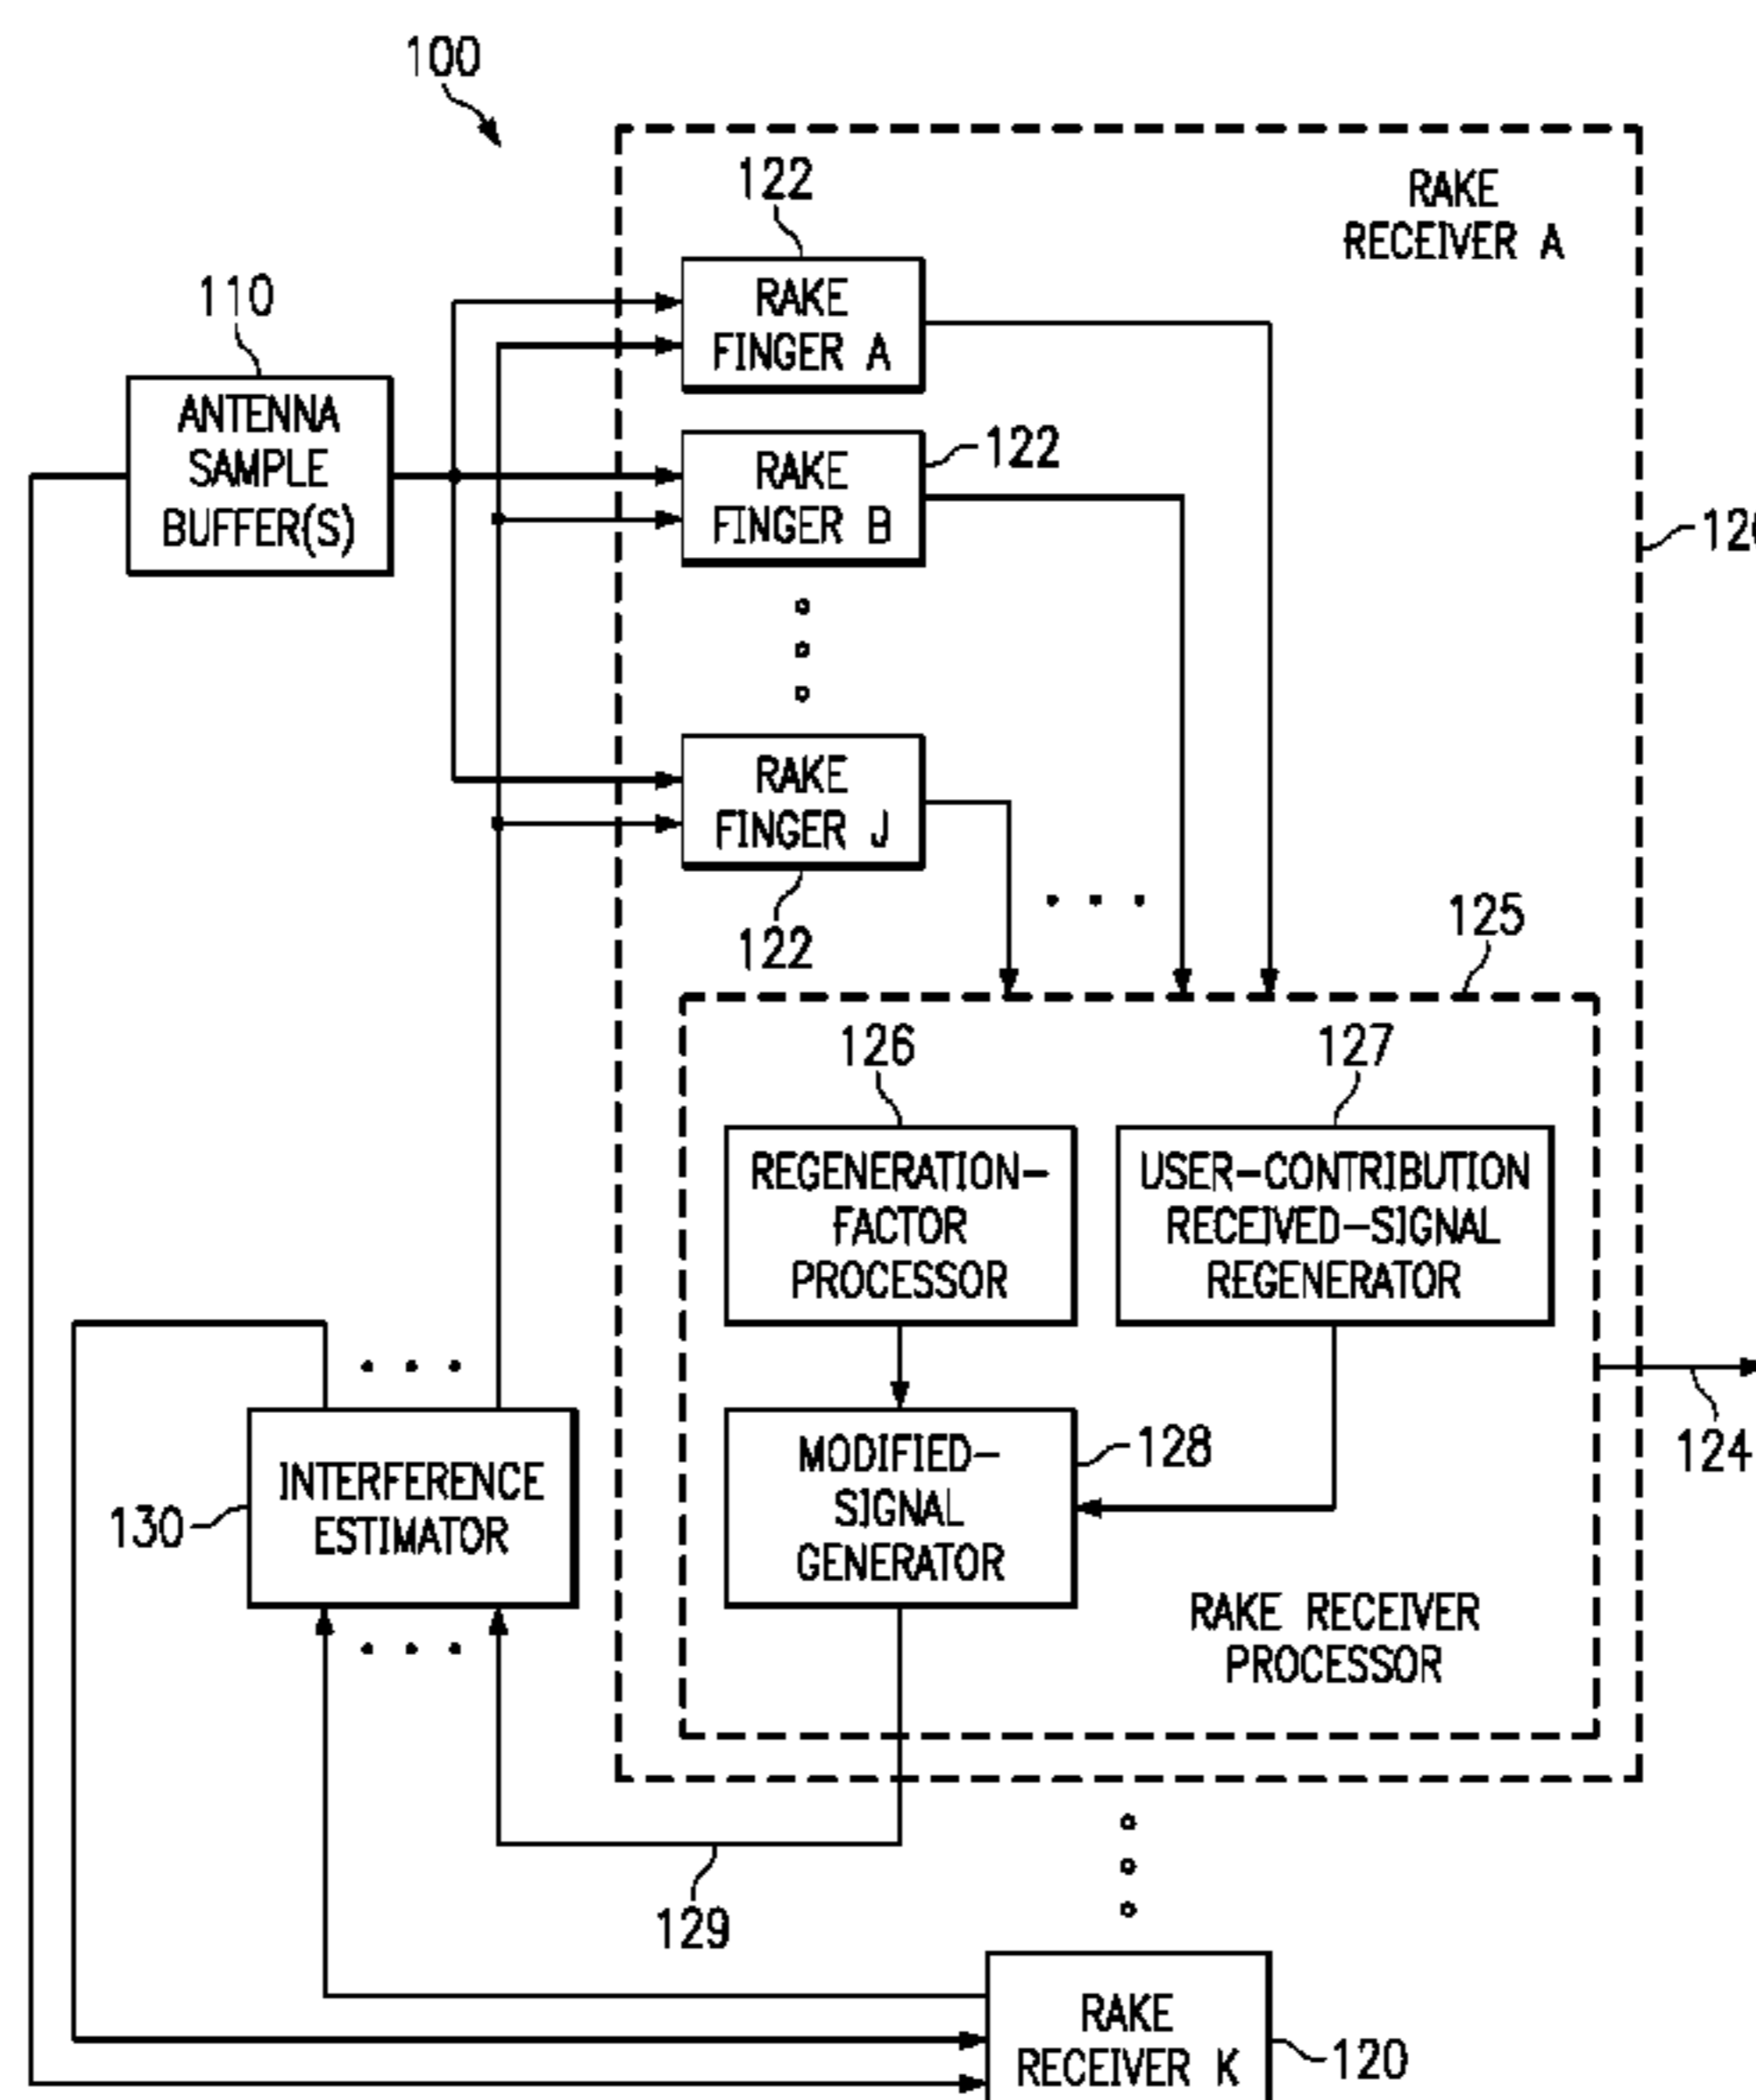 100
122
RAKE
RECEIVER A
110
RAKE
FINGER A
ANTENNA
SAMPLE
BUFFER(S)
122
RAKE
FINGER B
RAKE
FINGER J
122
125
126
127
REGENERATION-
FACTOR
PROCESSOR
USER-CONTRIBUTION
RECEIVED-SIGNAL
REGENERATOR
124
INTERFERENCE
ESTIMATOR
130
MODIFIED-
SIGNAL
GENERATOR
128
RAKE RECEIVER
PROCESSOR
129
RAKE
RECEIVER K
120